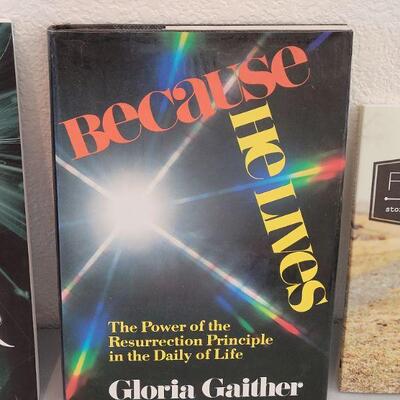 Because
He Lives
The Power of the
Resurrection Principle
in the Daily of Life
Gloria Gaither